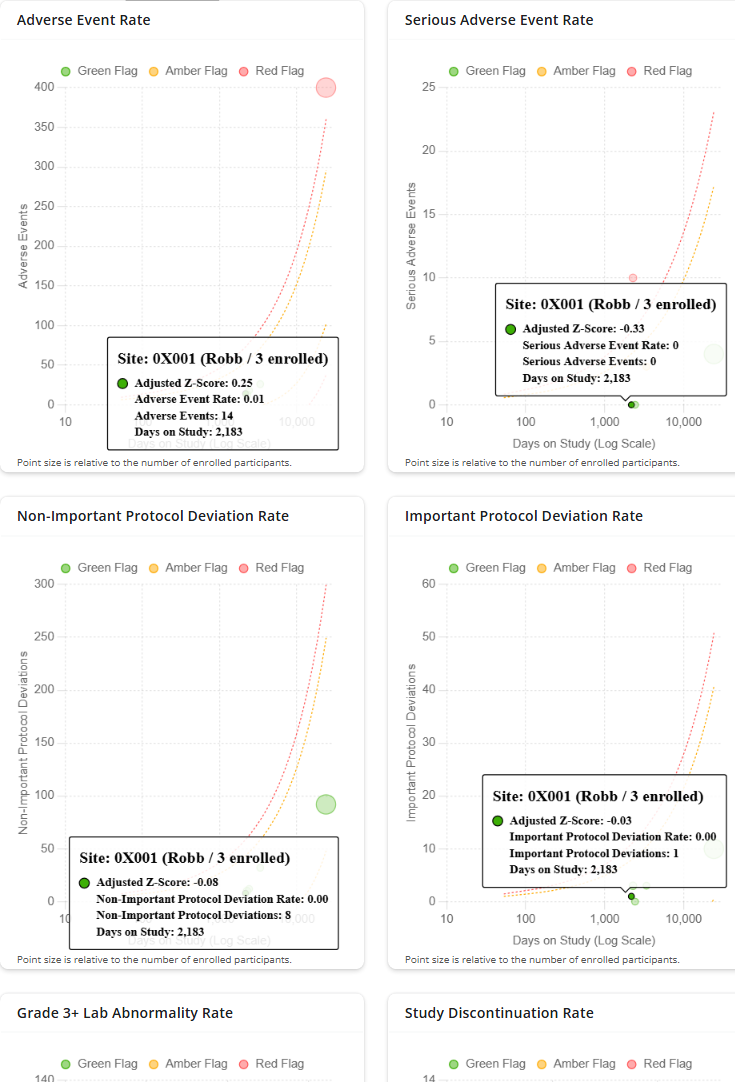 Adverse Event Rate
Green Flag Amber Flag Red Flag
400
350
300
250
200
150
100
50
0
Adverse Events
10
10,000
Days on Study (Log Scale)
Site: 0X001 (Robb / 3 enrolled)
Adjusted Z-Score: 0.25
Adverse Event Rate: 0.01
Adverse Events: 14
Days on Study: 2,183
Point size is relative to the number of enrolled participants.
Serious Adverse Event Rate
Green Flag Amber Flag Red Flag
25
20
15
10
5
0
Serious Adverse Events
Site: 0X001 (Robb / 3 enrolled)
Adjusted Z-Score: -0.33
Serious Adverse Event Rate: 0
Serious Adverse Events: 0
Days on Study: 2,183
10 100 1,000 10,000
Days on Study (Log Scale)
Point size is relative to the number of enrolled participants.
Non-Important Protocol Deviation Rate
Green Flag Amber Flag Red Flag
300
250
200
150
100
50
0
Non-Important Protocol Deviations
Site: 0X001 (Robb / 3 enrolled)
Adjusted Z-Score: -0.08
Non-Important Protocol Deviation Rate: 0.00
Non-Important Protocol Deviations: 8
Days on Study: 2,183
Days on Study (Log Scale)
Point size is relative to the number of enrolled participants.
Important Protocol Deviation Rate
Green Flag Amber Flag Red Flag
60
50
40
30
20
10
0
Important Protocol Deviations
Site: 0X001 (Robb / 3 enrolled)
Adjusted Z-Score: -0.03
Important Protocol Deviation Rate: 0.00
Important Protocol Deviations: 1
Days on Study: 2,183
10 100 1,000 10,000
Days on Study (Log Scale)
Point size is relative to the number of enrolled participants.
Grade 3+ Lab Abnormality Rate
Green Flag Amber Flag Red Flag
140
Study Discontinuation Rate
Green Flag Amber Flag Red Flag
14